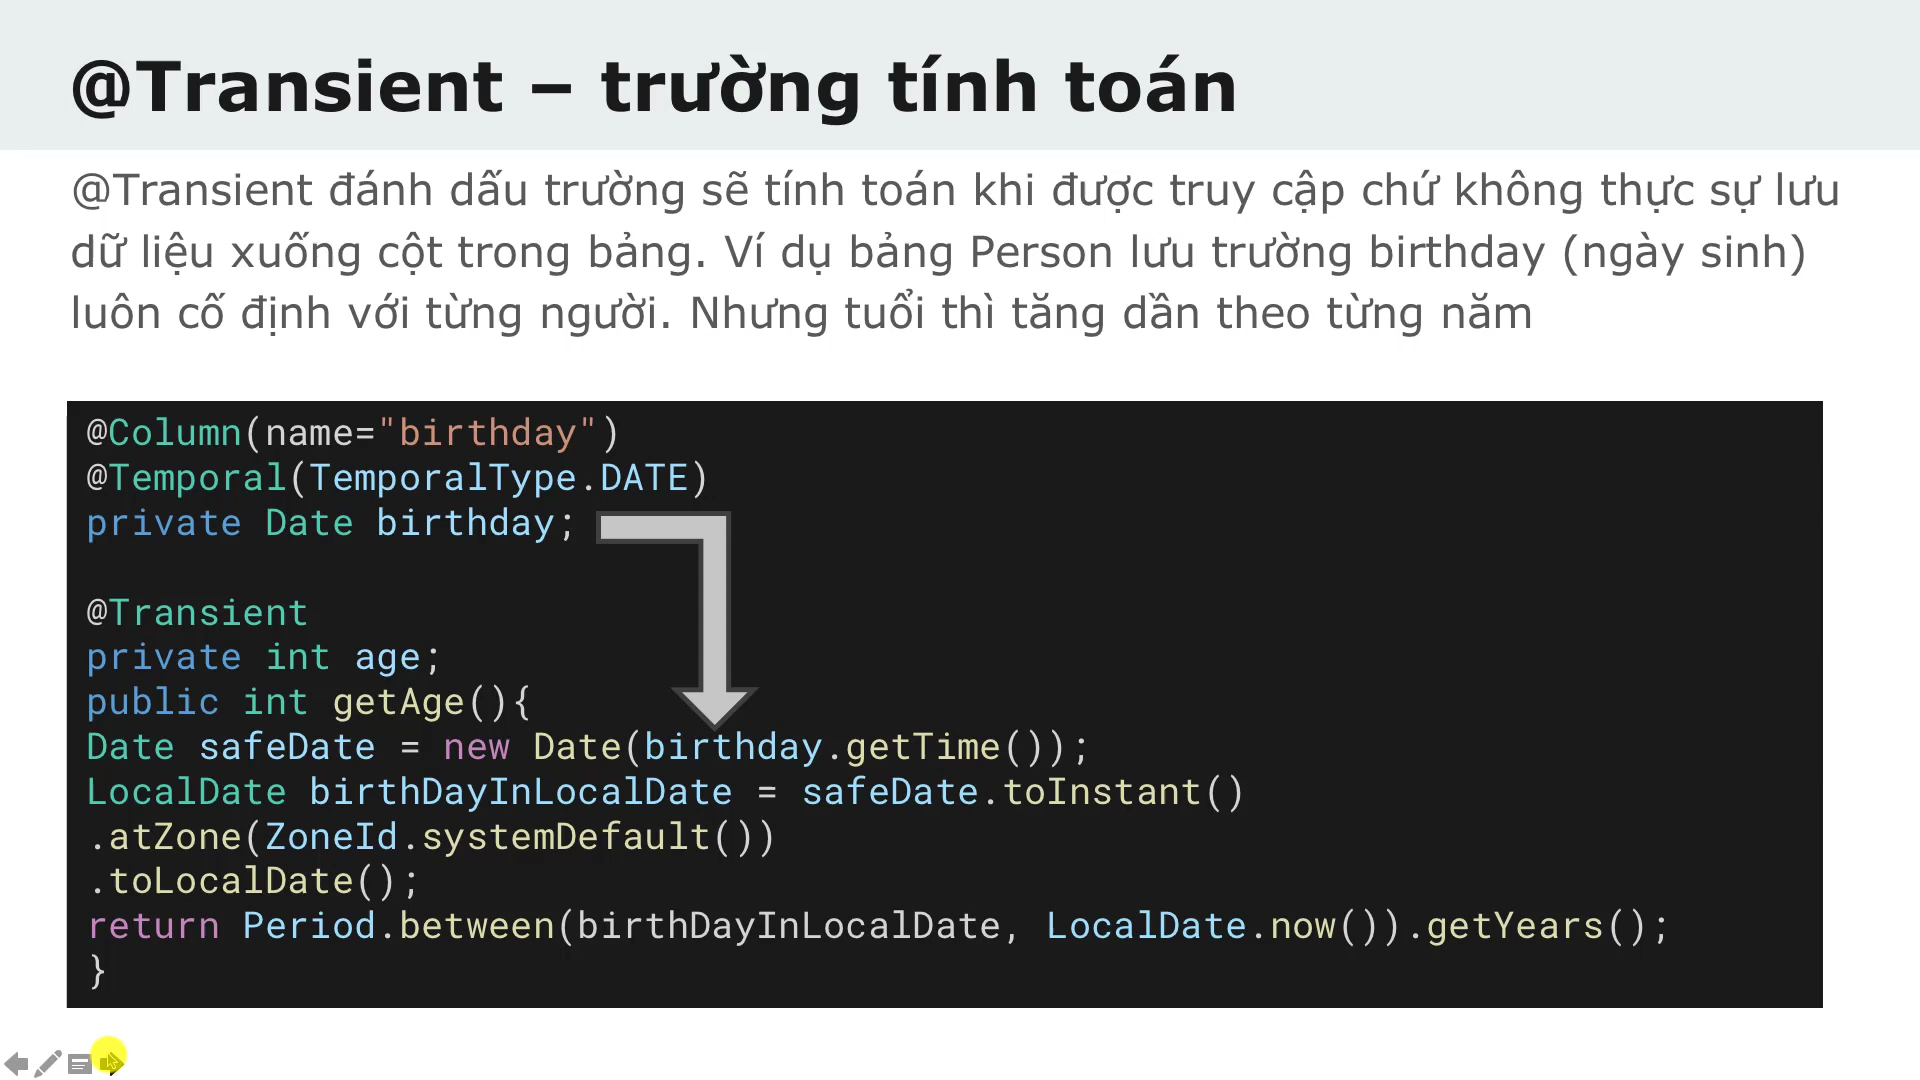 @Transient – trường tính toán
@Transient đánh dấu trường sẽ tính toán khi được truy cập chứ không thực sự lưu
dữ liệu xuống cột trong bảng. Ví dụ bảng Person lưu trường birthday (ngày sinh)
luôn cố định với từng người. Nhưng tuổi thì tăng dần theo từng năm
@Column(name="birthday")
@Temporal(TemporalType.DATE)
private Date birthday;
@Transient
private int age;
public int getAge(){
Date safeDate = new Date(birthday.getTime());
LocalDate birthDayInLocalDate = safeDate.toInstant()
.atZone(ZoneId.systemDefault())
.toLocalDate();
return Period.between(birthDayInLocalDate, LocalDate.now()).getYears();
}